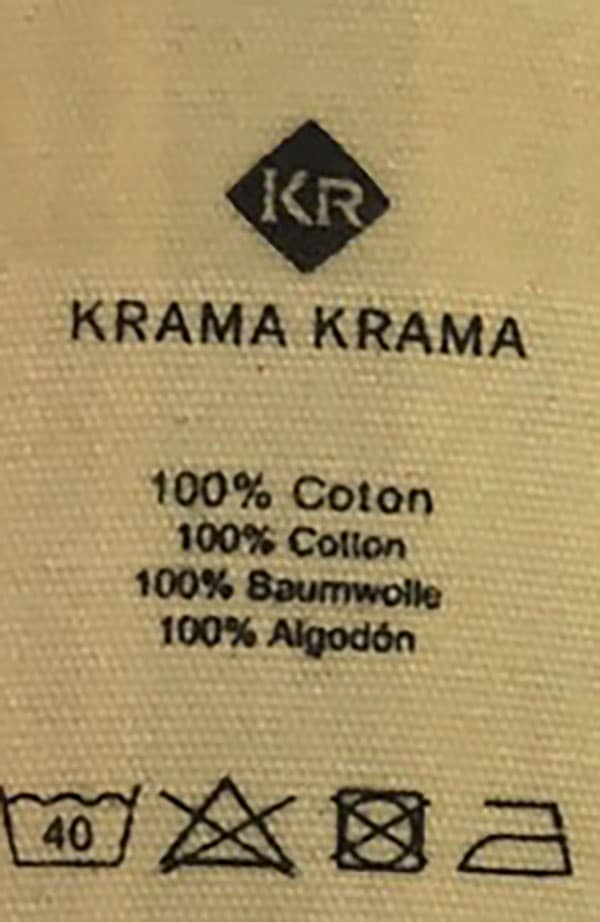 KR
KRAMA KRAMA
100% Coton
100% Cotton
100% Baumwolle
100% Algodón
40